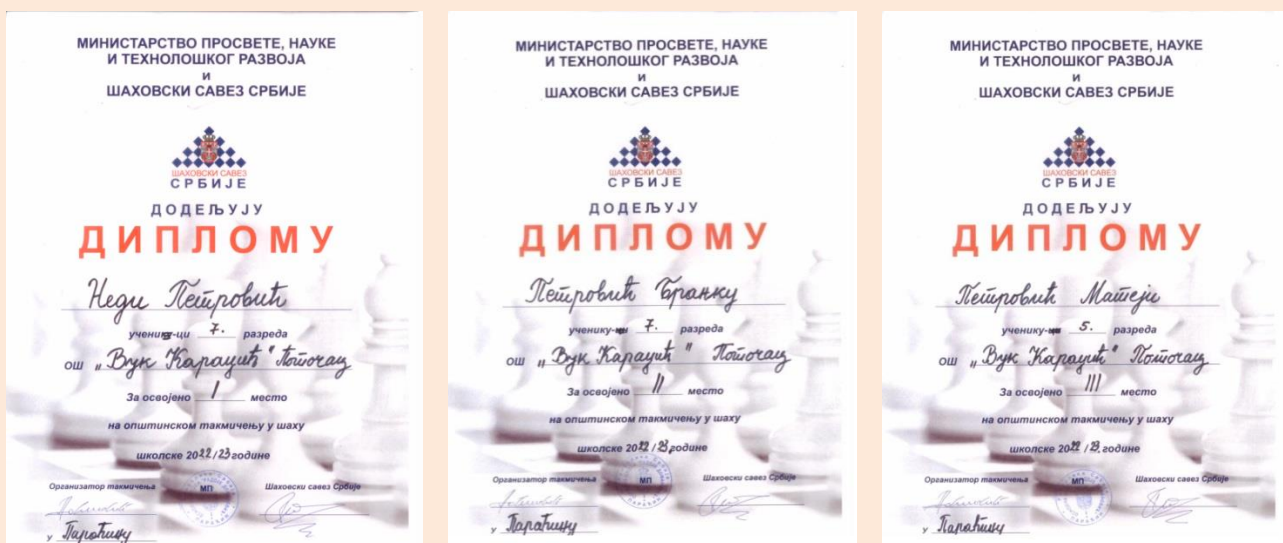 МИНИСТАРСТВО ПРОСВЕТЕ, НАУКЕ
И ТЕХНОЛОШКОГ РАЗВОЈА
и
ШАХОВСКИ САВЕЗ СРБИЈЕ
ШАХОВСКИ САВЕЗ
СРБИЈЕ
ДОДЕЉУЈУ
ДИПЛОМУ
Неди Петровић
ученику-ци 7. разреда
ОШ „Вук Караџић" Поточац
За освојено I место
на општинском такмичењу у шаху
школске 2022/23 године
Организатор такмичења
МП
Шаховски савез Србије
у Параћину
МИНИСТАРСТВО ПРОСВЕТЕ, НАУКЕ
И ТЕХНОЛОШКОГ РАЗВОЈА
и
ШАХОВСКИ САВЕЗ СРБИЈЕ
ШАХОВСКИ САВЕЗ
СРБИЈЕ
ДОДЕЉУЈУ
ДИПЛОМУ
Петровић Бранку
ученику-ци 7. разреда
ОШ „Вук Караџић" Поточац
За освојено II место
на општинском такмичењу у шаху
школске 2022/23. године
Организатор такмичења
МП
Шаховски савез Србије
у Параћину
МИНИСТАРСТВО ПРОСВЕТЕ, НАУКЕ
И ТЕХНОЛОШКОГ РАЗВОЈА
и
ШАХОВСКИ САВЕЗ СРБИЈЕ
ШАХОВСКИ САВЕЗ
СРБИЈЕ
ДОДЕЉУЈУ
ДИПЛОМУ
Петровић Матеји
ученику-ци 5. разреда
ОШ „Вук Караџић" Поточац
За освојено III место
на општинском такмичењу у шаху
школске 2022/23. године
Организатор такмичења
МП
Шаховски савез Србије
у Параћину